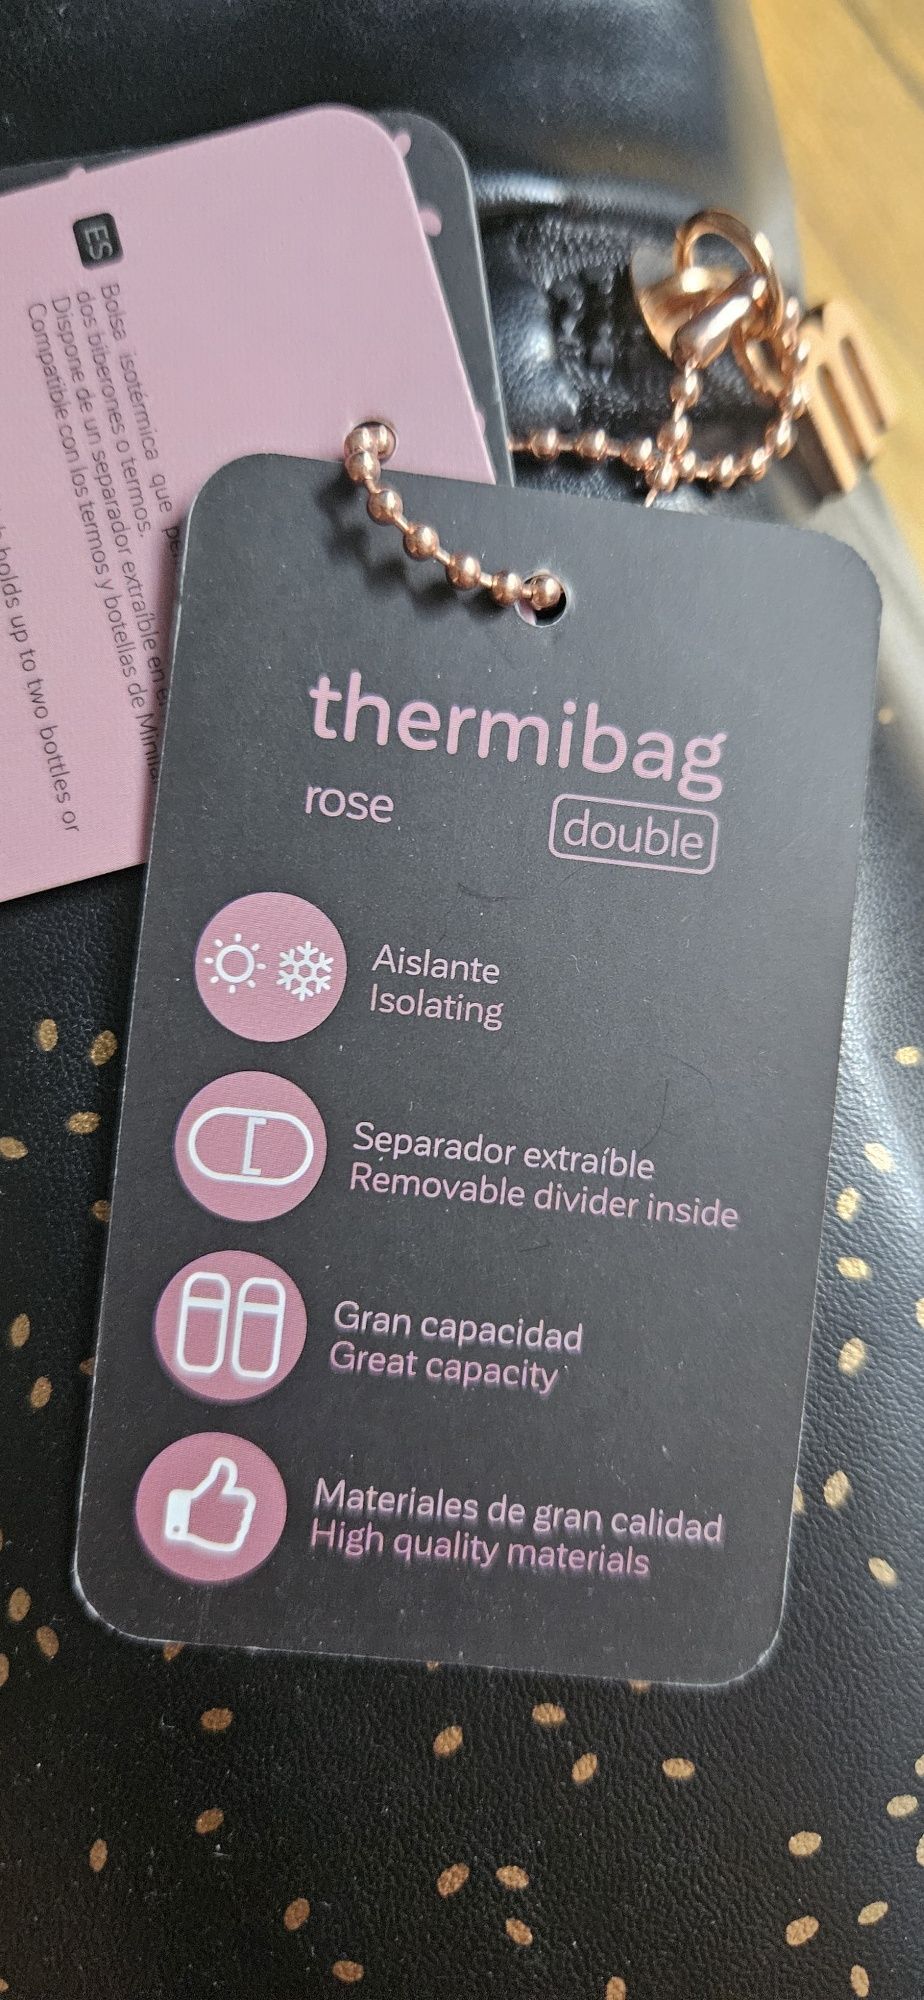 ES
Bolsa isotérmica que
dos biberones o termos.
Dispone de un separador extraíble en el
Compatible con los termos y botellas de
holds up to two bottles or
thermibag
rose
double
Aislante
Isolating
Separador extraíble
Removable divider inside
Gran capacidad
Great capacity
Materiales de gran calidad
High quality materials